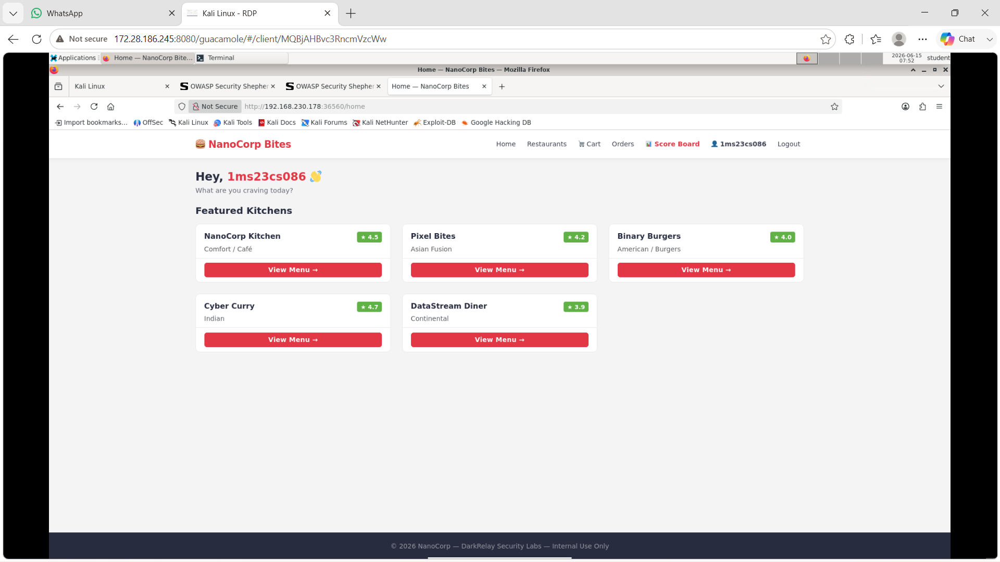 WhatsApp
Kali Linux - RDP
Not secure 172.28.186.245:8080/guacamole/#/client/MQBjAHBvc3RncmVzcWw
Chat
Applications Home — NanoCorp Bite... Terminal
2026-06-15
07:52
student
Home — NanoCorp Bites — Mozilla Firefox
Kali Linux OWASP Security Shepher OWASP Security Shepher Home — NanoCorp Bites
Not Secure http://192.168.230.178:36560/home
Import bookmarks... OffSec Kali Linux Kali Tools Kali Docs Kali Forums Kali NetHunter Exploit-DB Google Hacking DB
NanoCorp Bites
Home Restaurants Cart Orders Score Board 1ms23cs086 Logout
Hey, 1ms23cs086
What are you craving today?
Featured Kitchens
NanoCorp Kitchen ★ 4.5
Comfort / Café
View Menu →
Pixel Bites ★ 4.2
Asian Fusion
View Menu →
Binary Burgers ★ 4.0
American / Burgers
View Menu →
Cyber Curry ★ 4.7
Indian
View Menu →
DataStream Diner ★ 3.9
Continental
View Menu →
© 2026 NanoCorp — DarkRelay Security Labs — Internal Use Only